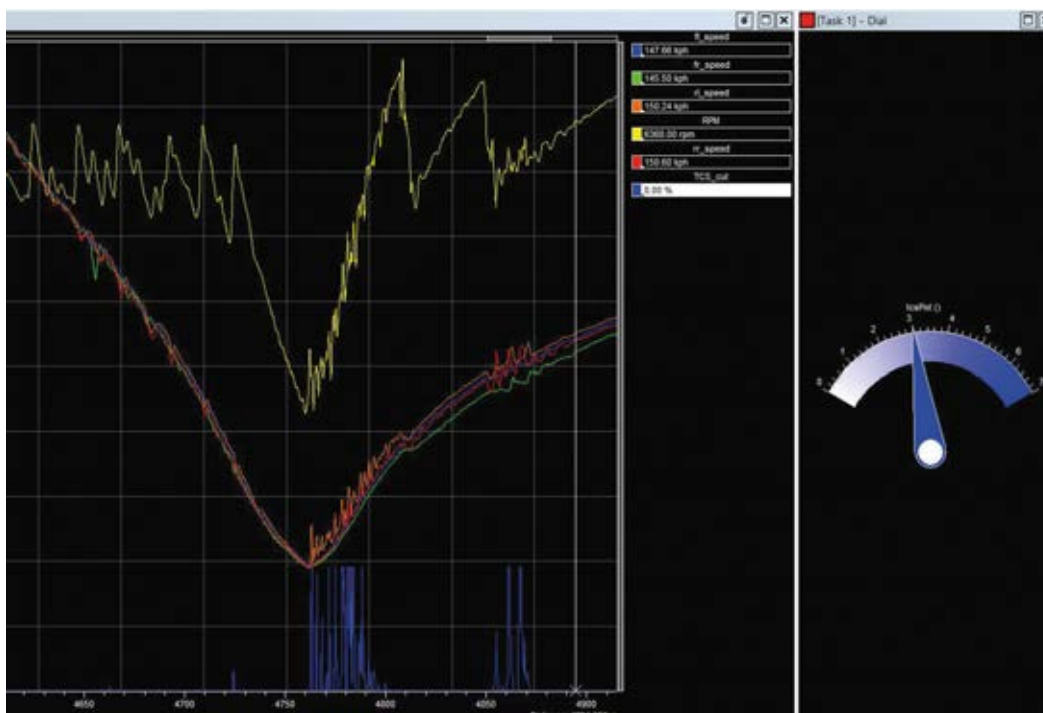 [Task 1] - Dial
fl_speed
147.66 kph
fr_speed
145.50 kph
rl_speed
150.24 kph
RPM
6368.00 rpm
rr_speed
150.60 kph
TCS_cut
0.00 %
0
1
2
3
4
5
6
7
4650
4700
4750
4800
4850
4900